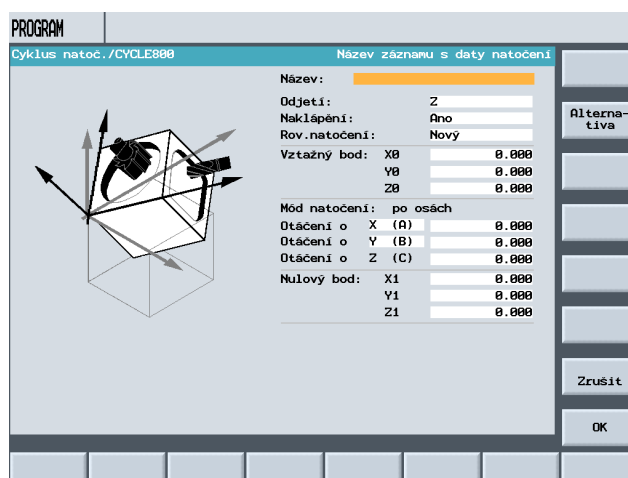 PROGRAM
Cyklus natoč./CYCLE800 Název záznamu s daty natočení
Název:
Odjetí: Z
Naklápění: Ano
Rov.natočení: Nový
Vztažný bod: X0 0.000
Y0 0.000
Z0 0.000
Mód natočení: po osách
Otáčení o X (A) 0.000
Otáčení o Y (B) 0.000
Otáčení o Z (C) 0.000
Nulový bod: X1 0.000
Y1 0.000
Z1 0.000
Alterna-
tiva
Zrušit
OK